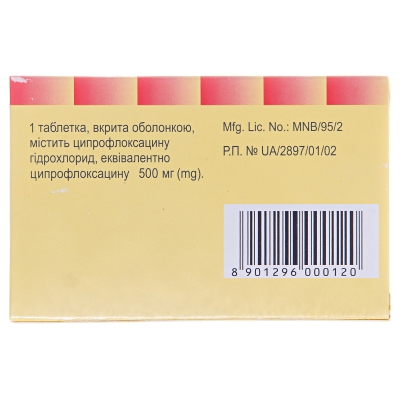 1 таблетка, вкрита оболонкою,
містить ципрофлоксацину
гідрохлорид, еквівалентно
ципрофлоксацину 500 мг (mg).
Mfg. Lic. No.: MNB/95/2
Р.П. № UA/2897/01/02
8 901296 000120